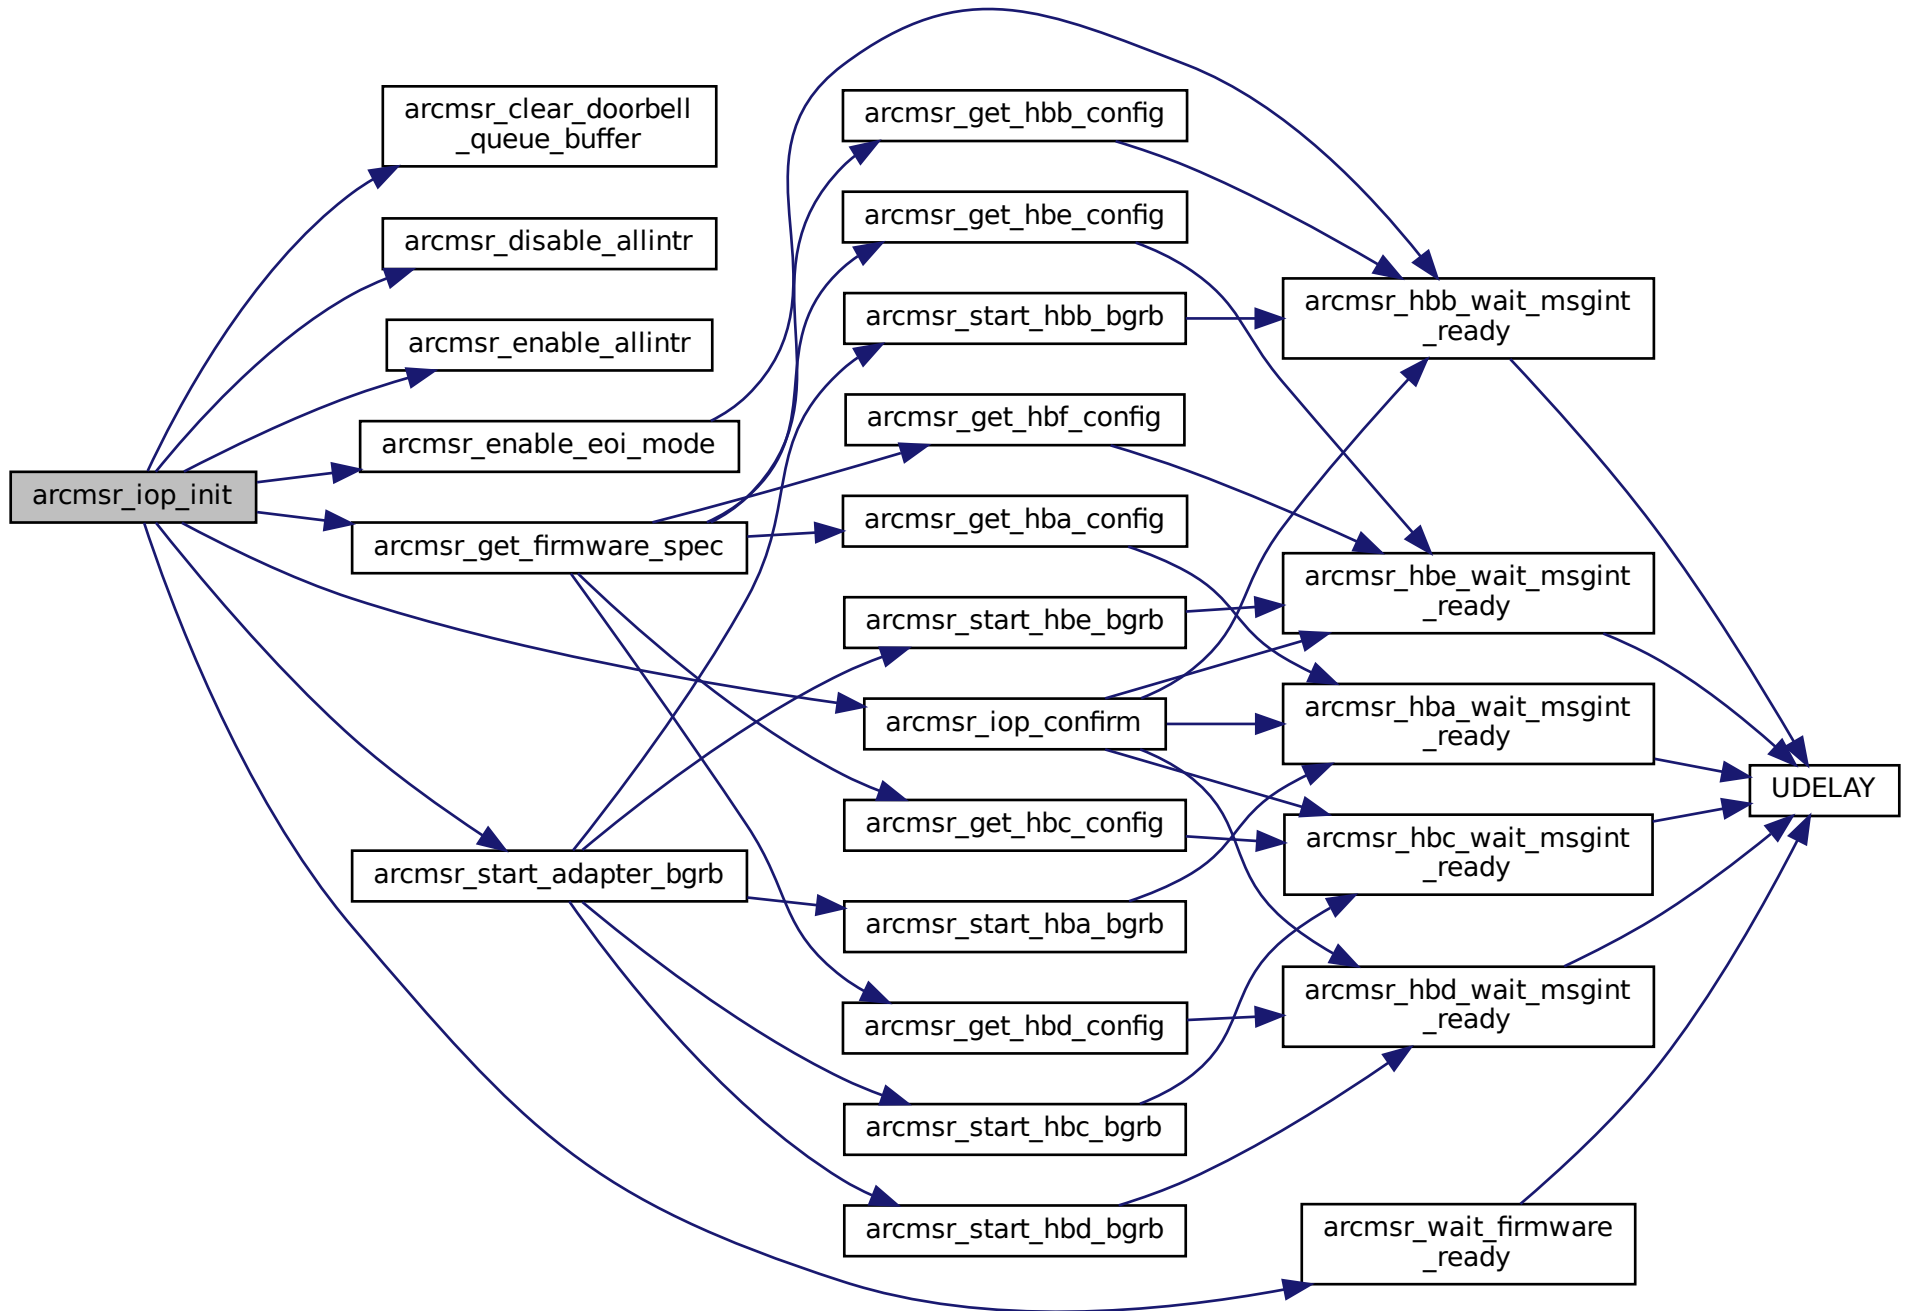 arcmsr_iop_init
arcmsr_clear_doorbell
_queue_buffer
arcmsr_disable_allintr
arcmsr_enable_allintr
arcmsr_enable_eoi_mode
arcmsr_get_firmware_spec
arcmsr_start_adapter_bgrb
arcmsr_get_hbb_config
arcmsr_get_hbe_config
arcmsr_start_hbb_bgrb
arcmsr_get_hbf_config
arcmsr_get_hba_config
arcmsr_start_hbe_bgrb
arcmsr_iop_confirm
arcmsr_get_hbc_config
arcmsr_start_hba_bgrb
arcmsr_get_hbd_config
arcmsr_start_hbc_bgrb
arcmsr_start_hbd_bgrb
arcmsr_hbb_wait_msgint
_ready
arcmsr_hbe_wait_msgint
_ready
arcmsr_hba_wait_msgint
_ready
arcmsr_hbc_wait_msgint
_ready
arcmsr_hbd_wait_msgint
_ready
arcmsr_wait_firmware
_ready
UDELAY